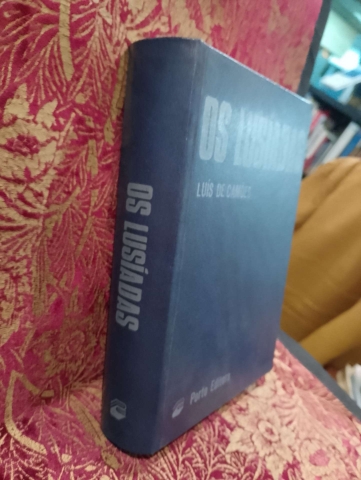 OS LUSÍADAS
OS LUSÍADAS
LUÍS DE CAMÕES
Porto Editora